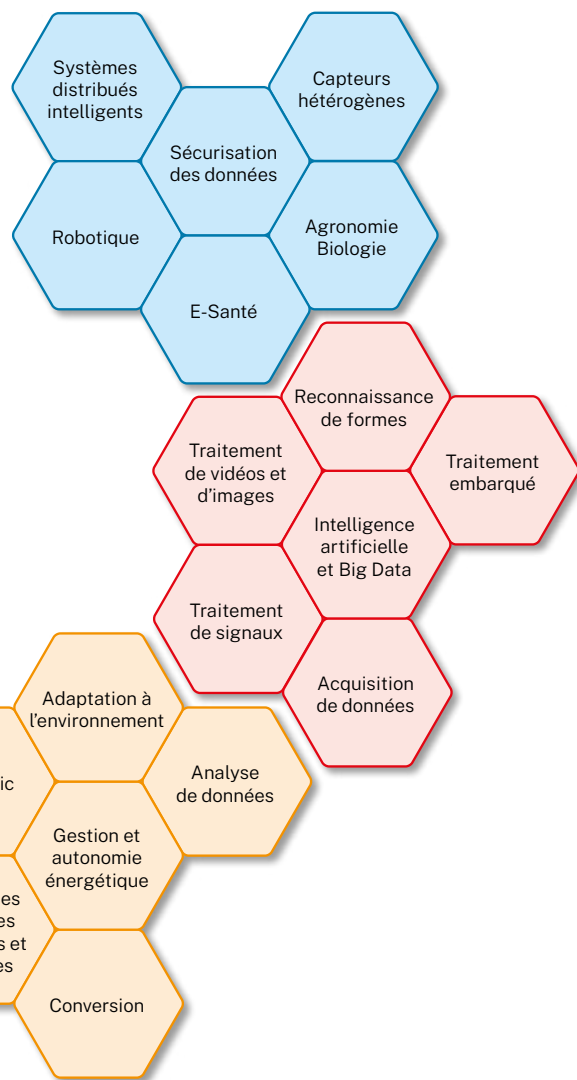 Systèmes
distribués
intelligents
Capteurs
hétérogènes
Sécurisation
des données
Robotique
Agronomie
Biologie
E-Santé
Reconnaissance
de formes
Traitement
de vidéos et
d’images
Traitement
embarqué
Intelligence
artificielle
et Big Data
Traitement
de signaux
Acquisition
de données
Adaptation à
l’environnement
Analyse
de données
Gestion et
autonomie
énergétique
et
Conversion